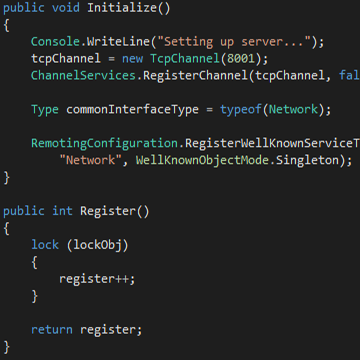 public void Initialize()
{
    Console.WriteLine("Setting up server...");
    tcpChannel = new TcpChannel(8001);
    ChannelServices.RegisterChannel(tcpChannel, fal
    Type commonInterfaceType = typeof(Network);
    RemotingConfiguration.RegisterWellKnownServiceT
        "Network", WellKnownObjectMode.Singleton);
}
public int Register()
{
    lock (lockObj)
    {
        register++;
    }
    return register;
}